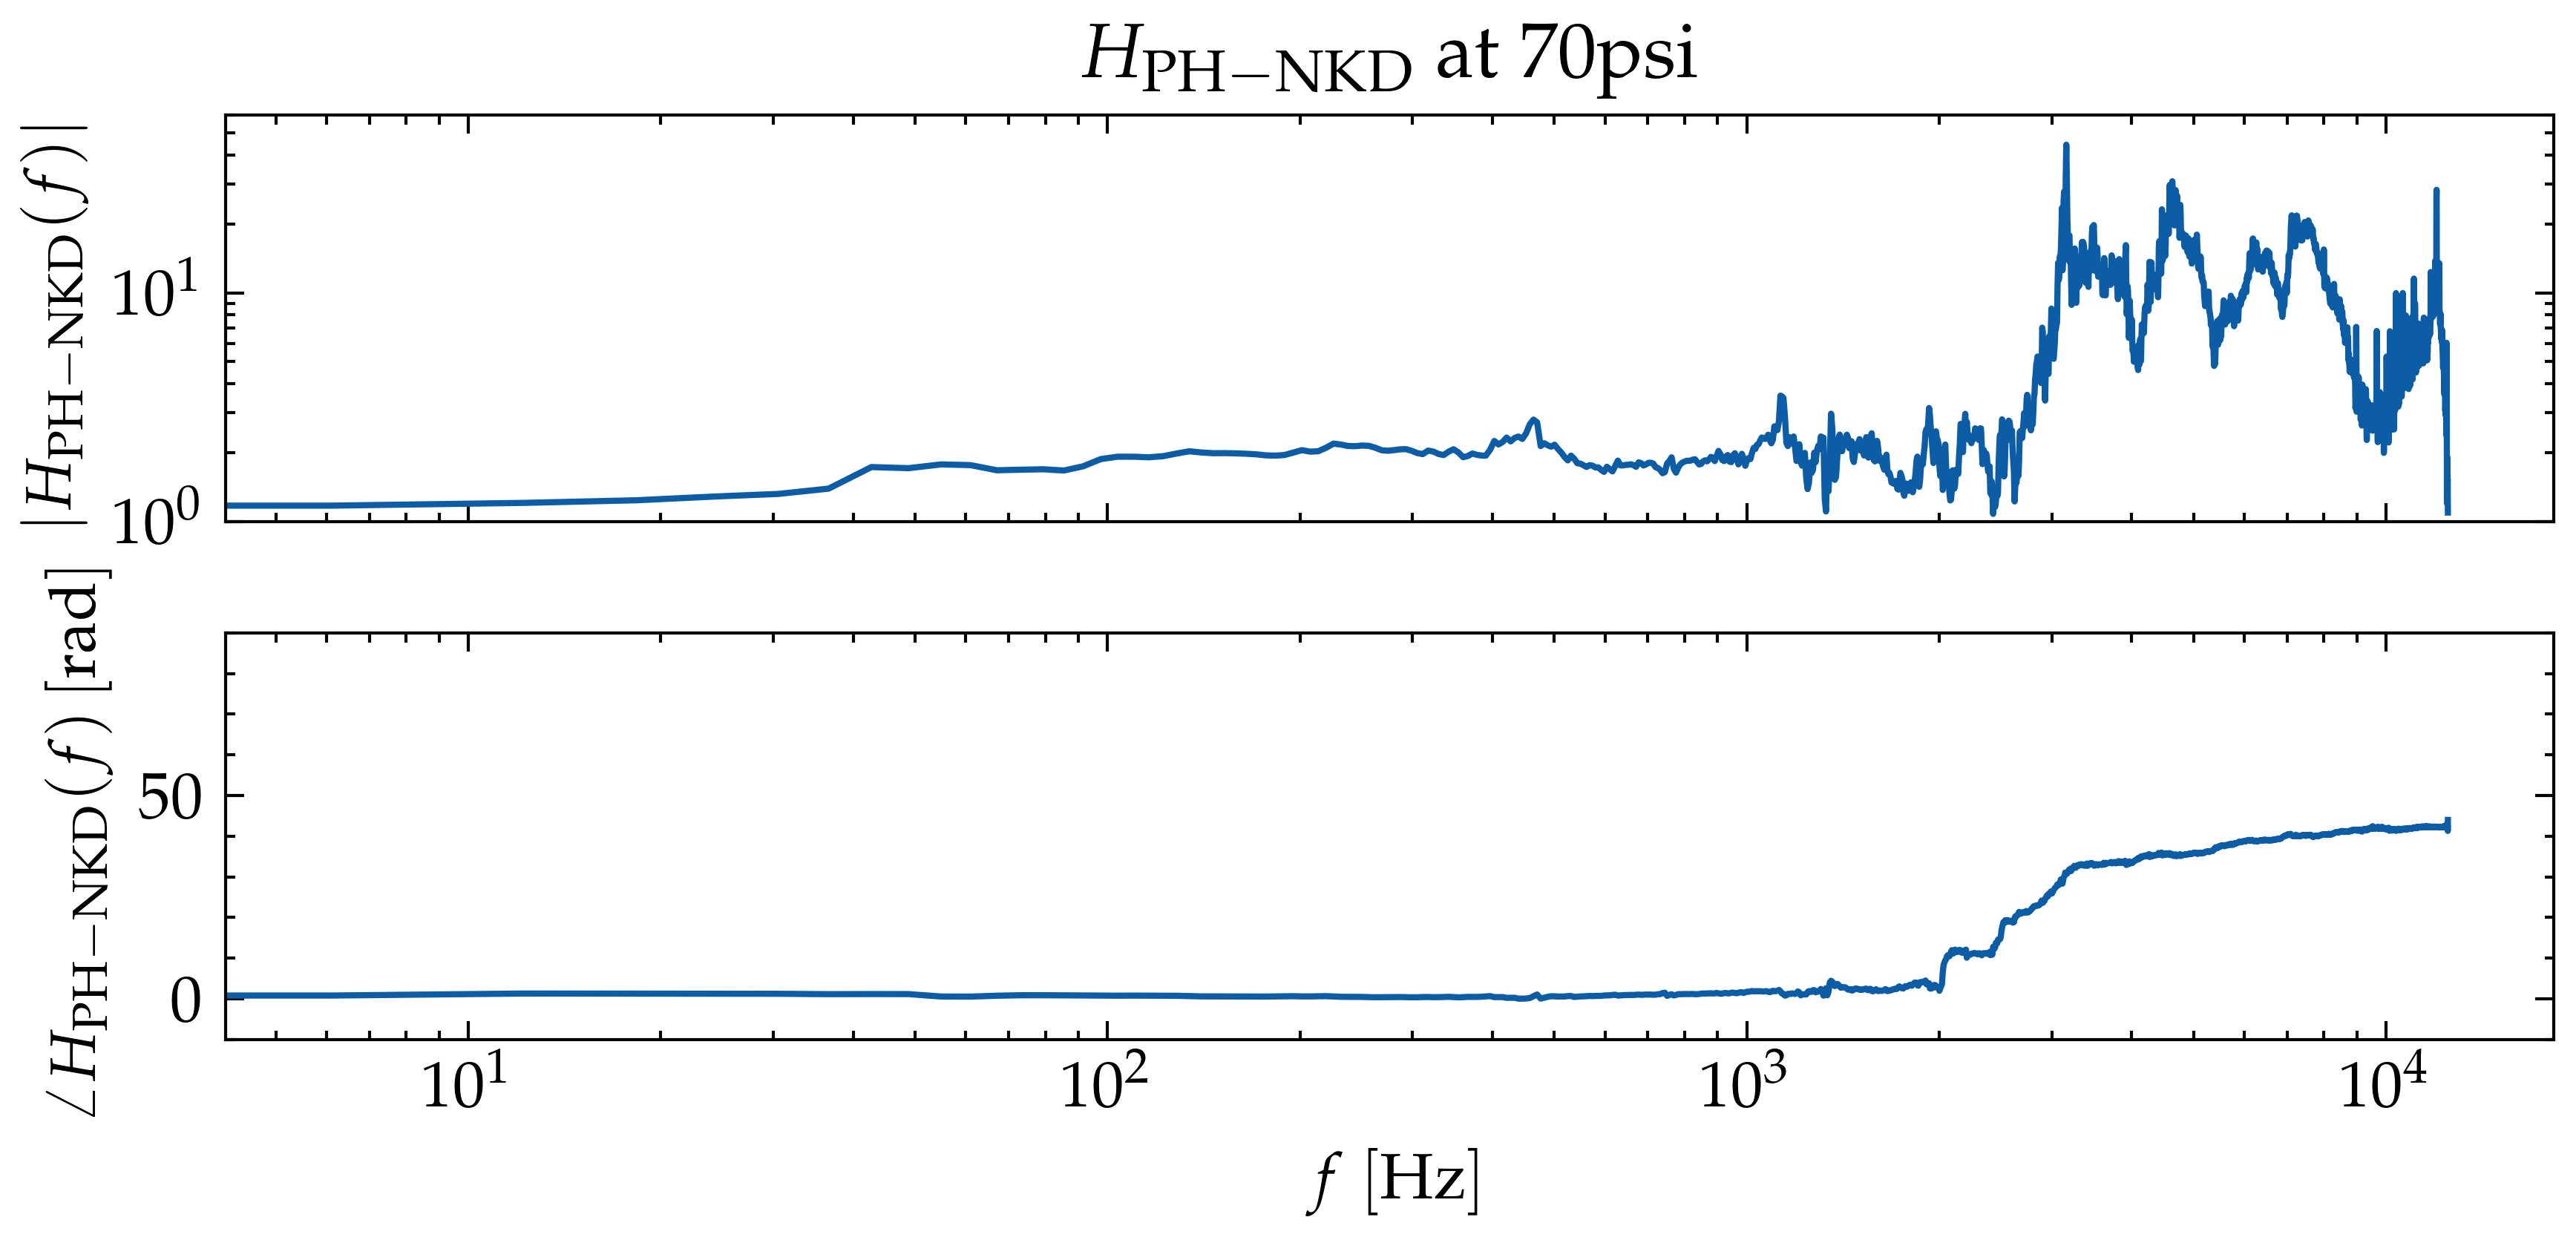 H_PH−NKD at 70psi
|H_PH−NKD(f)|
10^1
10^0
∠H_PH−NKD(f) [rad]
50
0
10^1 10^2 10^3 10^4
f [Hz]